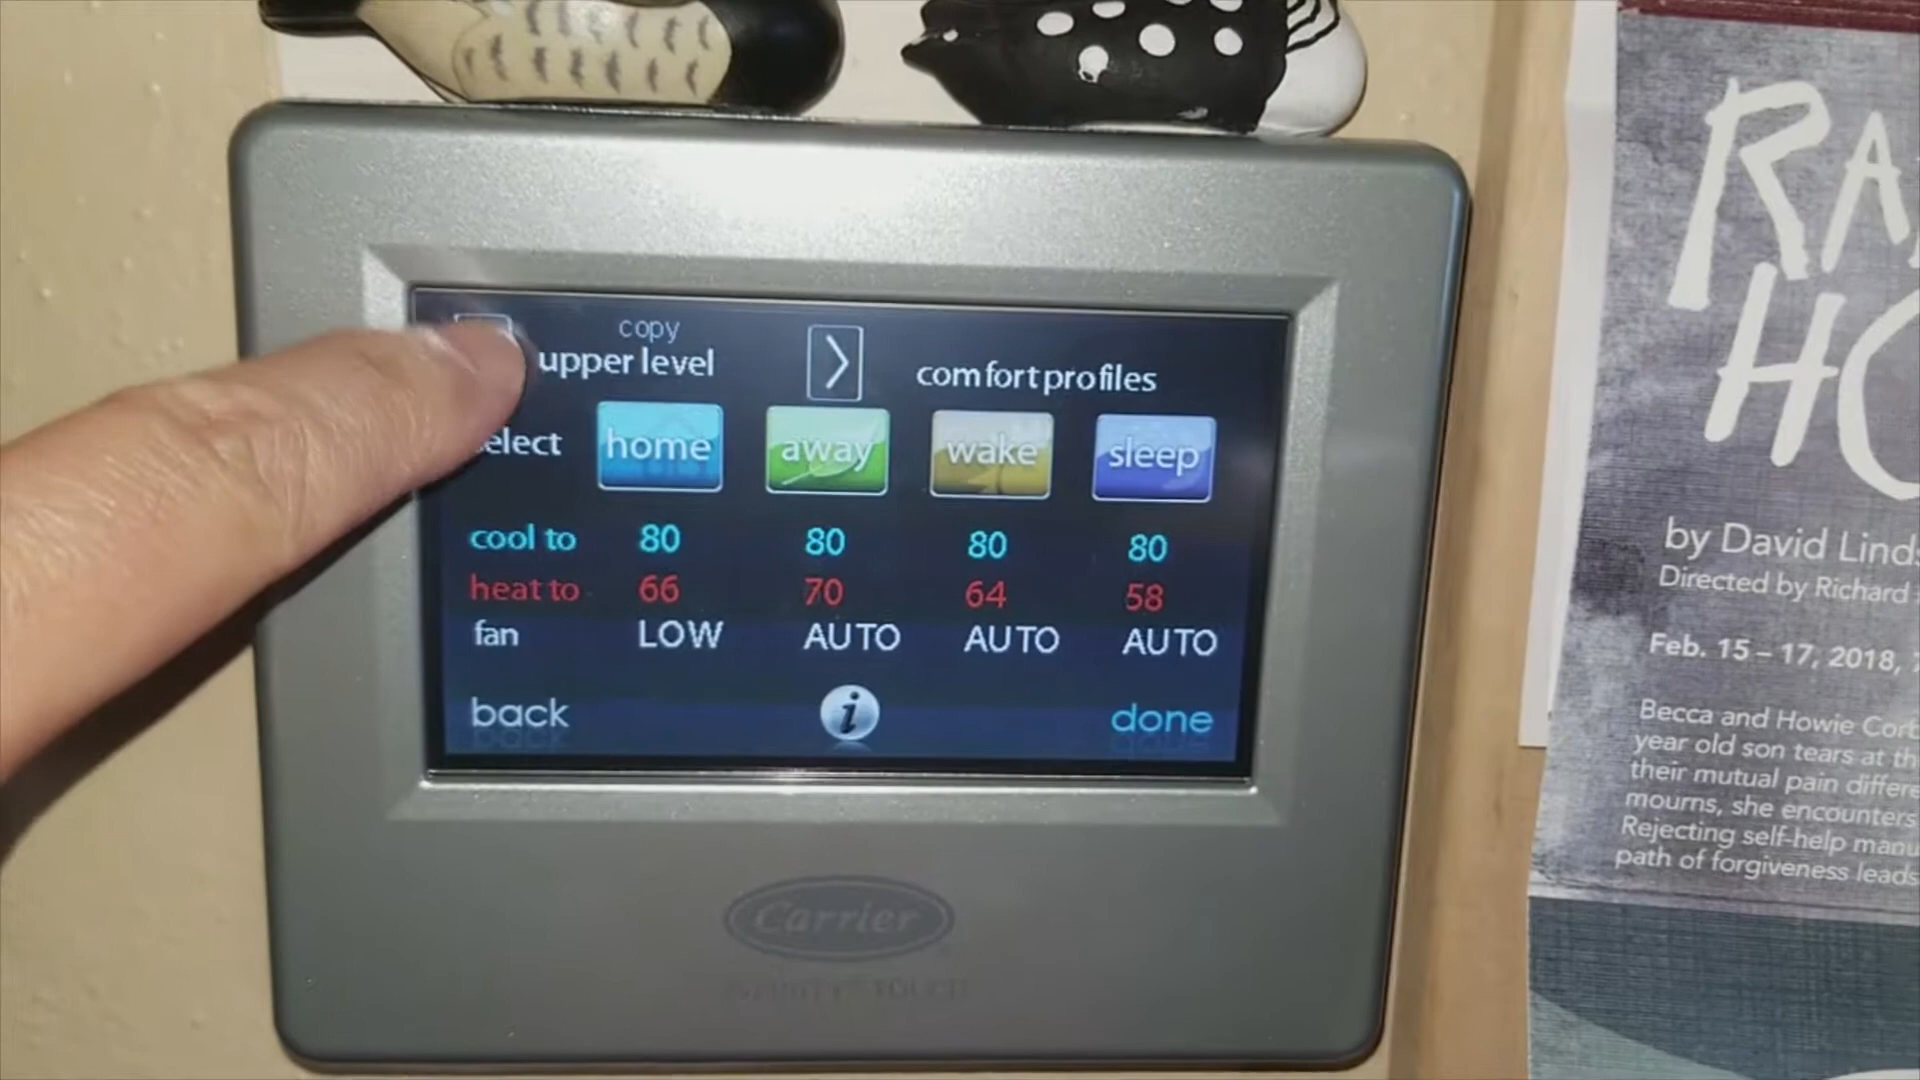 copy
upper level
>
comfort profiles
select
home
away
wake
sleep
cool to 80 80 80 80
heat to 66 70 64 58
fan LOW AUTO AUTO AUTO
back
i
done
Carrier
RA
HO
by David Linds
Directed by Richard
Feb. 15 – 17, 2018,
Becca and Howie Corb
year old son tears at th
their mutual pain differe
mourns, she encounters
Rejecting self-help manu
path of forgiveness leads